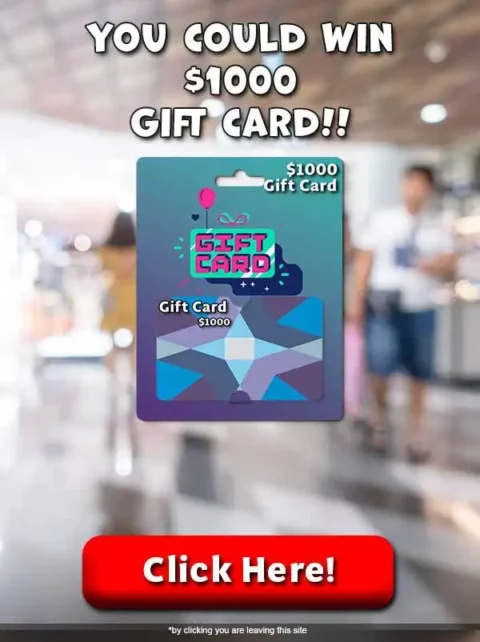 YOU COULD WIN
$1000
GIFT CARD!!
$1000
Gift Card
GIFT
CARD
Gift Card
$1000
Click Here!
*by clicking you are leaving this site